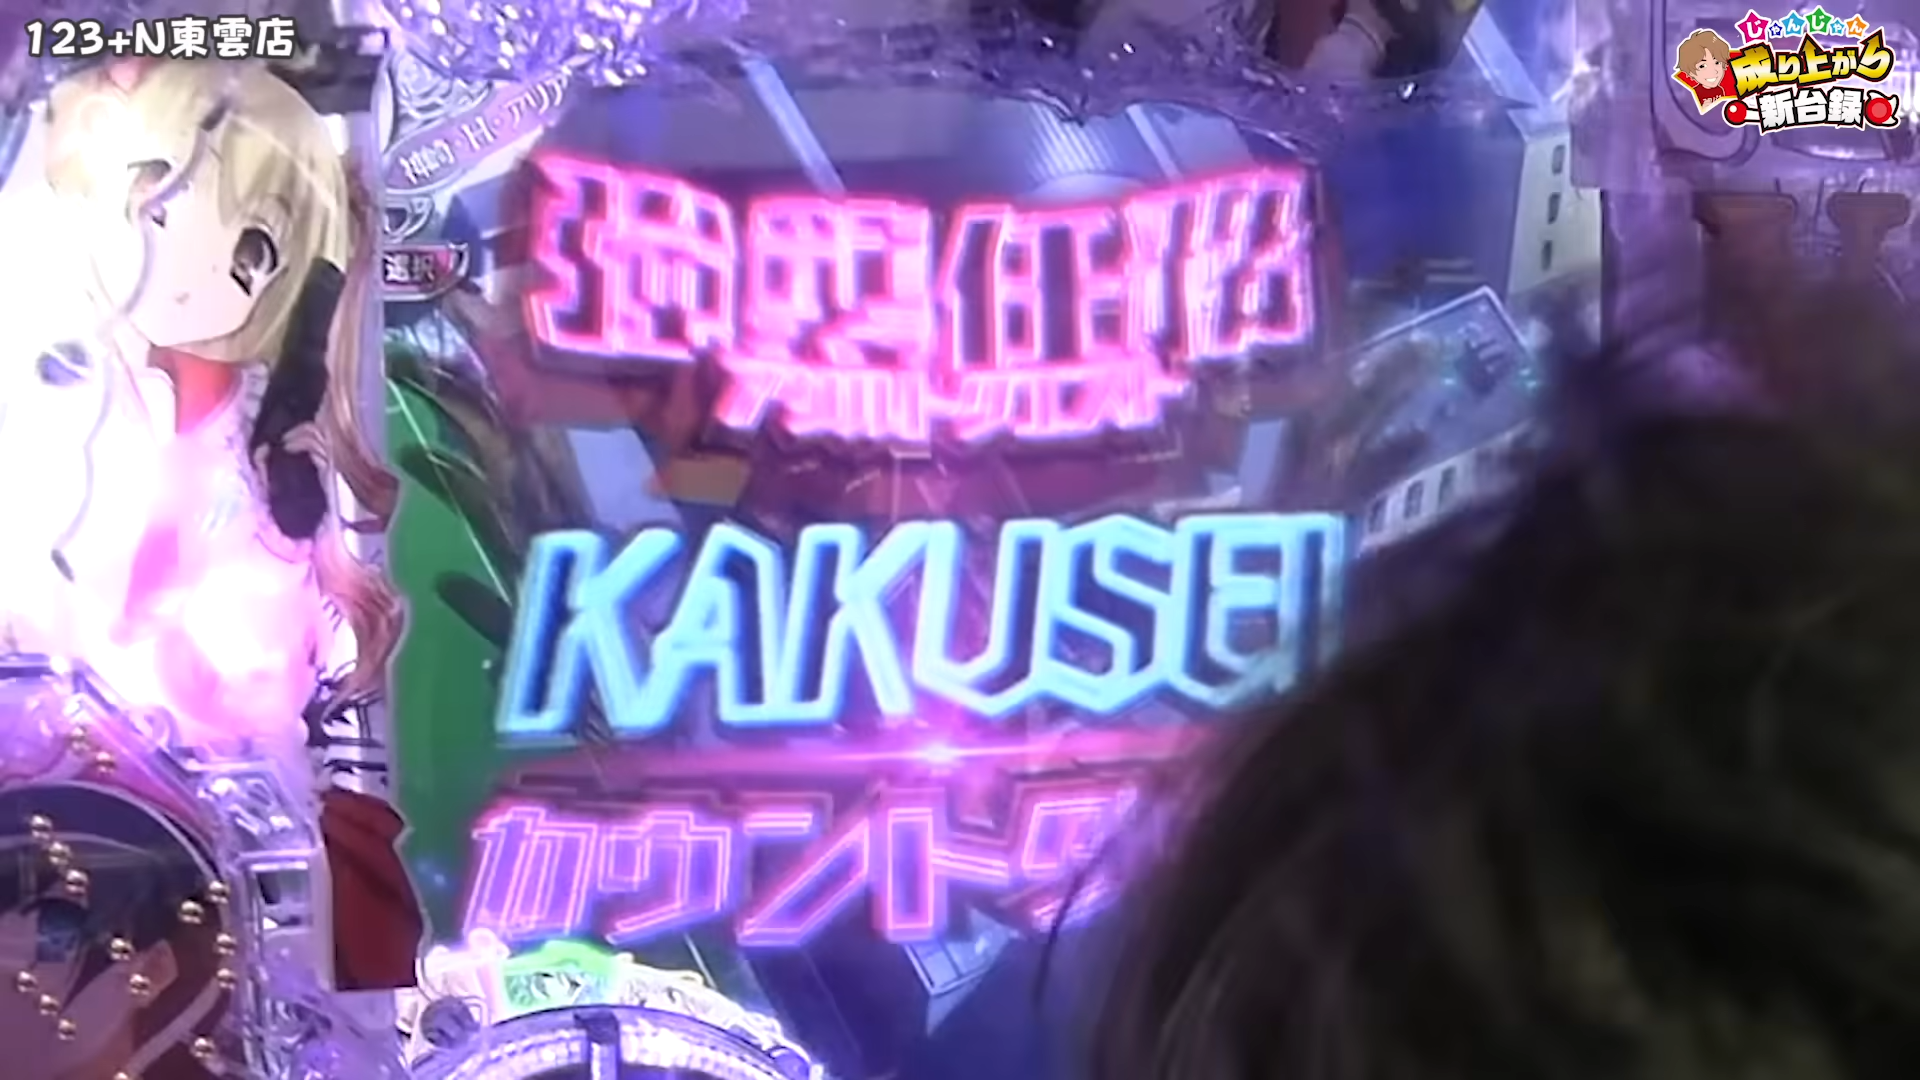 123+N東雲店
じゃんじゃん
成り上がり
新台録
神崎・H・アリア
選択
強襲任務
アサルトクエスト
KAKUSEI
カウント